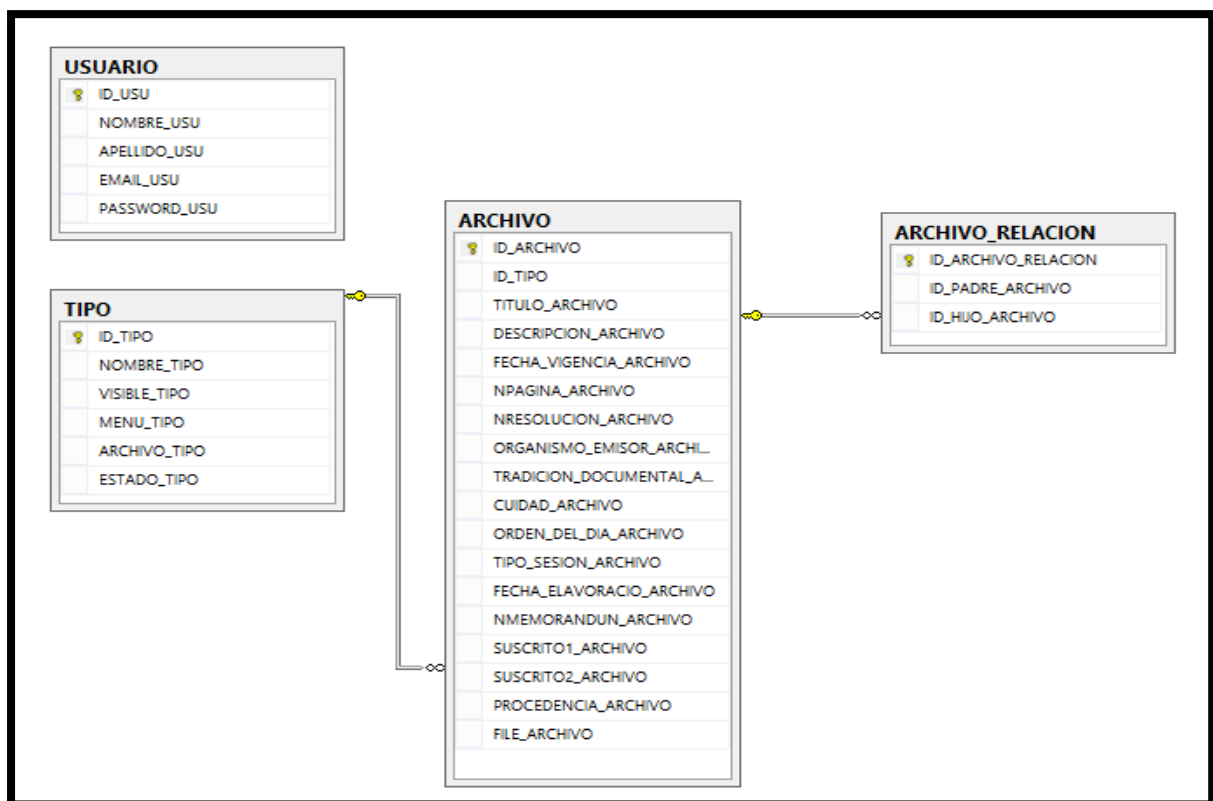 USUARIO
ID_USU
NOMBRE_USU
APELLIDO_USU
EMAIL_USU
PASSWORD_USU
TIPO
ID_TIPO
NOMBRE_TIPO
VISIBLE_TIPO
MENU_TIPO
ARCHIVO_TIPO
ESTADO_TIPO
ARCHIVO
ID_ARCHIVO
ID_TIPO
TITULO_ARCHIVO
DESCRIPCION_ARCHIVO
FECHA_VIGENCIA_ARCHIVO
NPAGINA_ARCHIVO
NRESOLUCION_ARCHIVO
ORGANISMO_EMISOR_ARCHI...
TRADICION_DOCUMENTAL_A...
CUIDAD_ARCHIVO
ORDEN_DEL_DIA_ARCHIVO
TIPO_SESION_ARCHIVO
FECHA_ELAVORACIO_ARCHIVO
NMEMORANDUN_ARCHIVO
SUSCRITO1_ARCHIVO
SUSCRITO2_ARCHIVO
PROCEDENCIA_ARCHIVO
FILE_ARCHIVO
ARCHIVO_RELACION
ID_ARCHIVO_RELACION
ID_PADRE_ARCHIVO
ID_HIJO_ARCHIVO